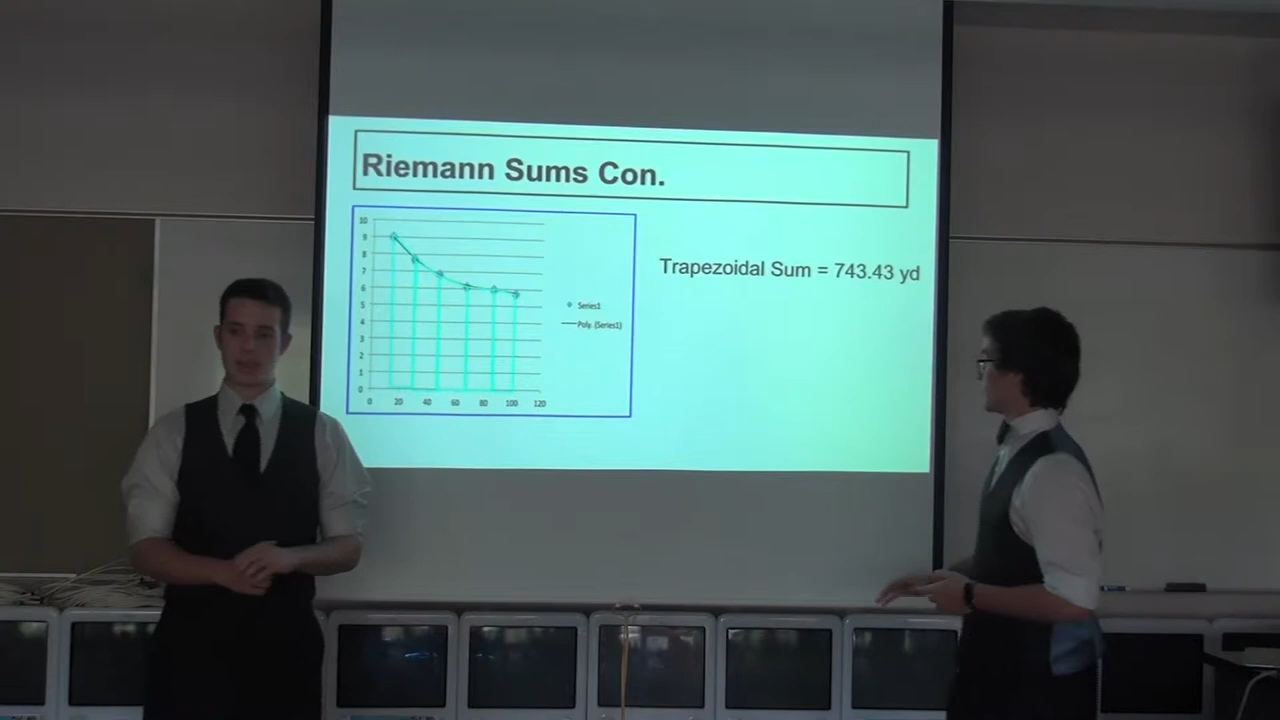 Riemann Sums Con.
10
9
8
7
6
5
4
3
2
1
0
0 20 40 60 80 100 120
Series1
Poly. (Series1)
Trapezoidal Sum = 743.43 yd